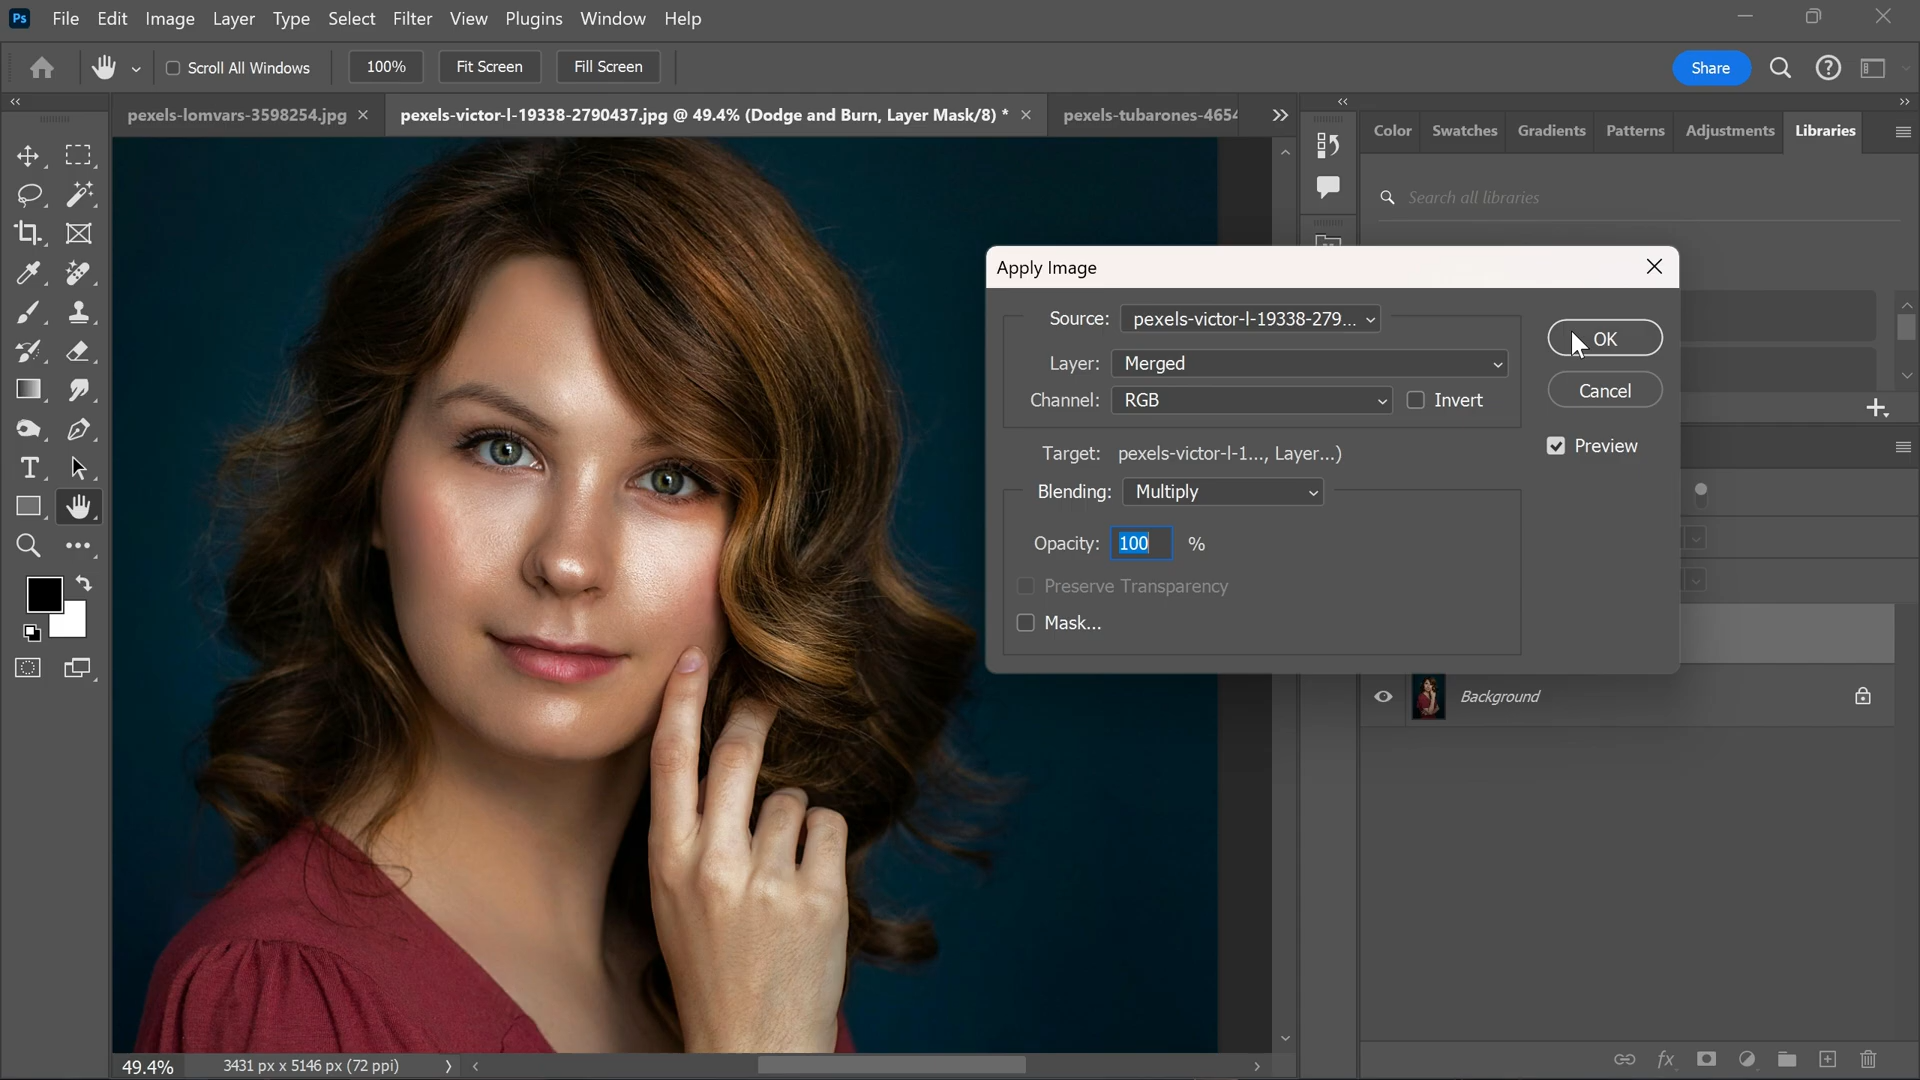 Ps File Edit Image Layer Type Select Filter View Plugins Window Help
Scroll All Windows 100% Fit Screen Fill Screen Share
pexels-lomvars-3598254.jpg × pexels-victor-l-19338-2790437.jpg @ 49.4% (Dodge and Burn, Layer Mask/8) * × pexels-tubarones-4654
Color Swatches Gradients Patterns Adjustments Libraries
Search all libraries
Apply Image
Source: pexels-victor-l-19338-279...
OK
Layer: Merged
Cancel
Channel: RGB Invert
Preview
Target: pexels-victor-l-1..., Layer...)
Blending: Multiply
Opacity: 100 %
Preserve Transparency
Mask...
Background
T
fx
49.4% 3431 px x 5146 px (72 ppi)